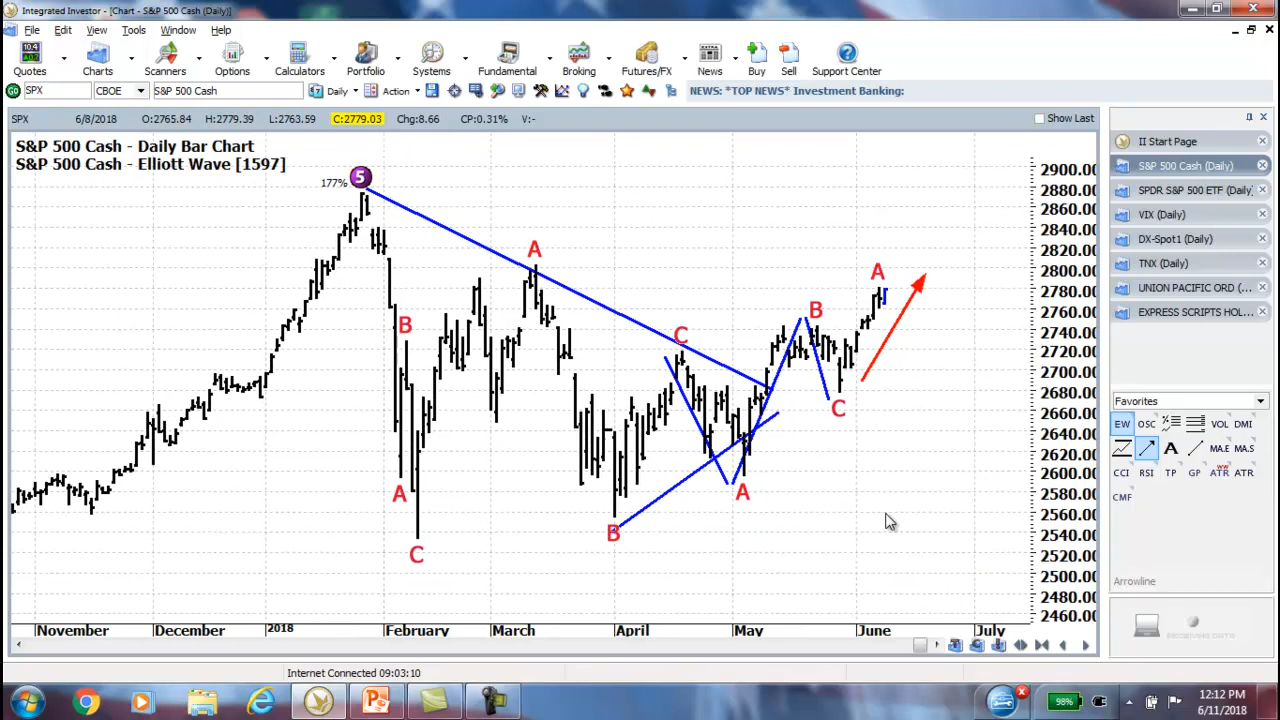 Integrated Investor - [Chart - S&P 500 Cash (Daily)]
File Edit View Tools Window Help
Quotes Charts Scanners Options Calculators Portfolio Systems Fundamental Broking Futures/FX News Buy Sell Support Center
GO SPX CBOE S&P 500 Cash Daily Action NEWS: *TOP NEWS* Investment Banking:
SPX 6/8/2018 O:2765.84 H:2779.39 L:2763.59 C:2779.03 Chg:8.66 CP:0.31% V:- Show Last
S&P 500 Cash - Daily Bar Chart
S&P 500 Cash - Elliott Wave [1597]
177% 5
A
A
B
B
C
A
C
A
B
C
2900.00
2880.00
2860.00
2840.00
2820.00
2800.00
2780.00
2760.00
2740.00
2720.00
2700.00
2680.00
2660.00
2640.00
2620.00
2600.00
2580.00
2560.00
2540.00
2520.00
2500.00
2480.00
2460.00
November December 2018 February March April May June July
II Start Page
S&P 500 Cash (Daily)
SPDR S&P 500 ETF (Daily)
VIX (Daily)
DX-Spot1 (Daily)
TNX (Daily)
UNION PACIFIC ORD (...
EXPRESS SCRIPTS HOL...
Favorites
EW OSC VOL DMI
A MA.E MA.S
CCI RSI TP GP ATR ATR
CMF
Arrowline
RECEIVING DATA
Internet Connected 09:03:10
98% 12:12 PM
6/11/2018